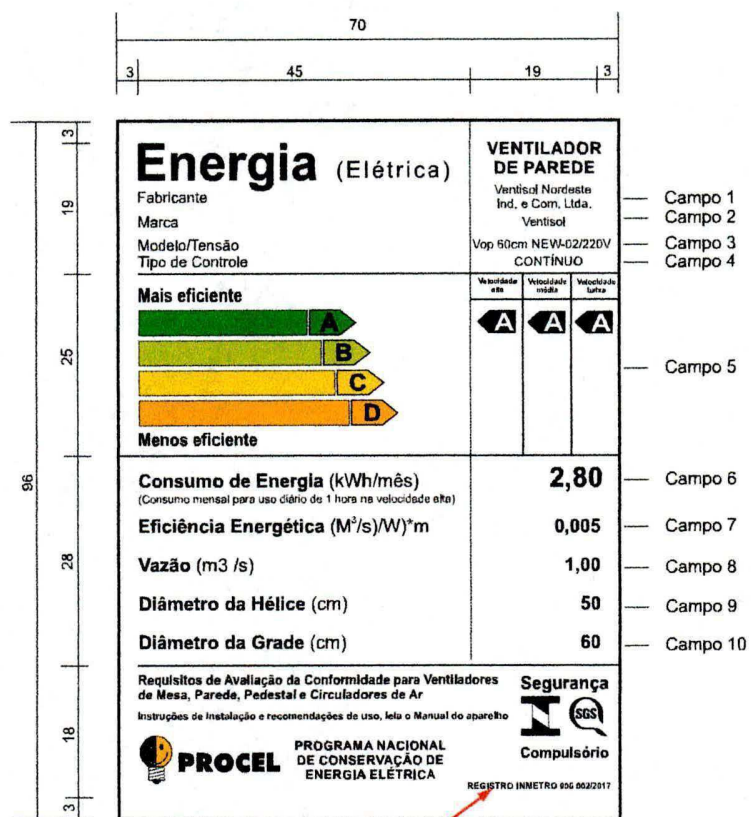 70
3 45 19 3
Energia (Elétrica)
VENTILADOR
DE PAREDE
Fabricante
Ventisol Nordeste
Ind. e Com. Ltda.
Campo 1
Marca
Ventisol
Campo 2
Modelo/Tensão
Vop 60cm NEW-02/220V
Campo 3
Tipo de Controle
CONTÍNUO
Campo 4
Mais eficiente
Velocidade alta
Velocidade média
Velocidade baixa
A
B
C
D
A A A
Campo 5
Menos eficiente
Consumo de Energia (kWh/mês)
(Consumo mensal para uso diário de 1 hora na velocidade alta)
2,80
Campo 6
Eficiência Energética (M³/s)/W)*m
0,005
Campo 7
Vazão (m3 /s)
1,00
Campo 8
Diâmetro da Hélice (cm)
50
Campo 9
Diâmetro da Grade (cm)
60
Campo 10
Requisitos de Avaliação da Conformidade para Ventiladores
de Mesa, Parede, Pedestal e Circuladores de Ar
Instruções de Instalação e recomendações de uso, leia o Manual do aparelho
PROCEL
PROGRAMA NACIONAL
DE CONSERVAÇÃO DE
ENERGIA ELÉTRICA
Segurança
SGS
Compulsório
REGISTRO INMETRO 002/2017
3
19
25
96
28
18
3